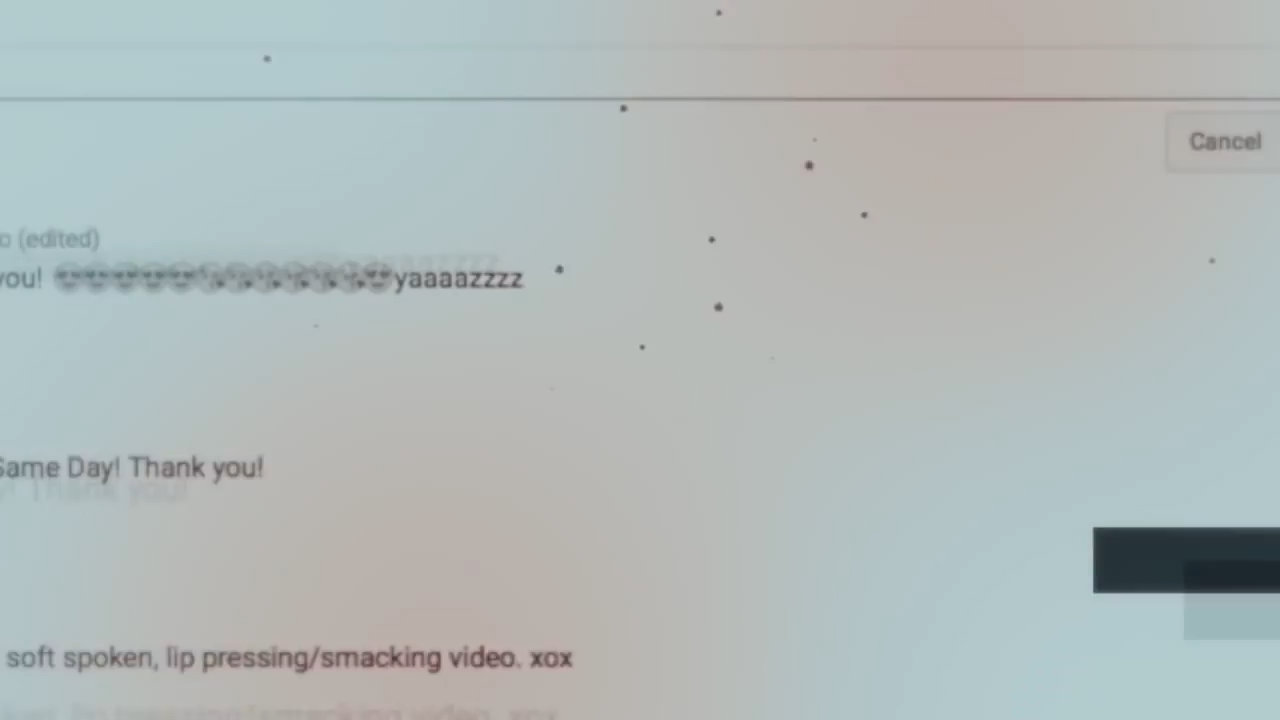 Cancel
o (edited)
you! yaaaazzzz
Same Day! Thank you!
soft spoken, lip pressing/smacking video. xox